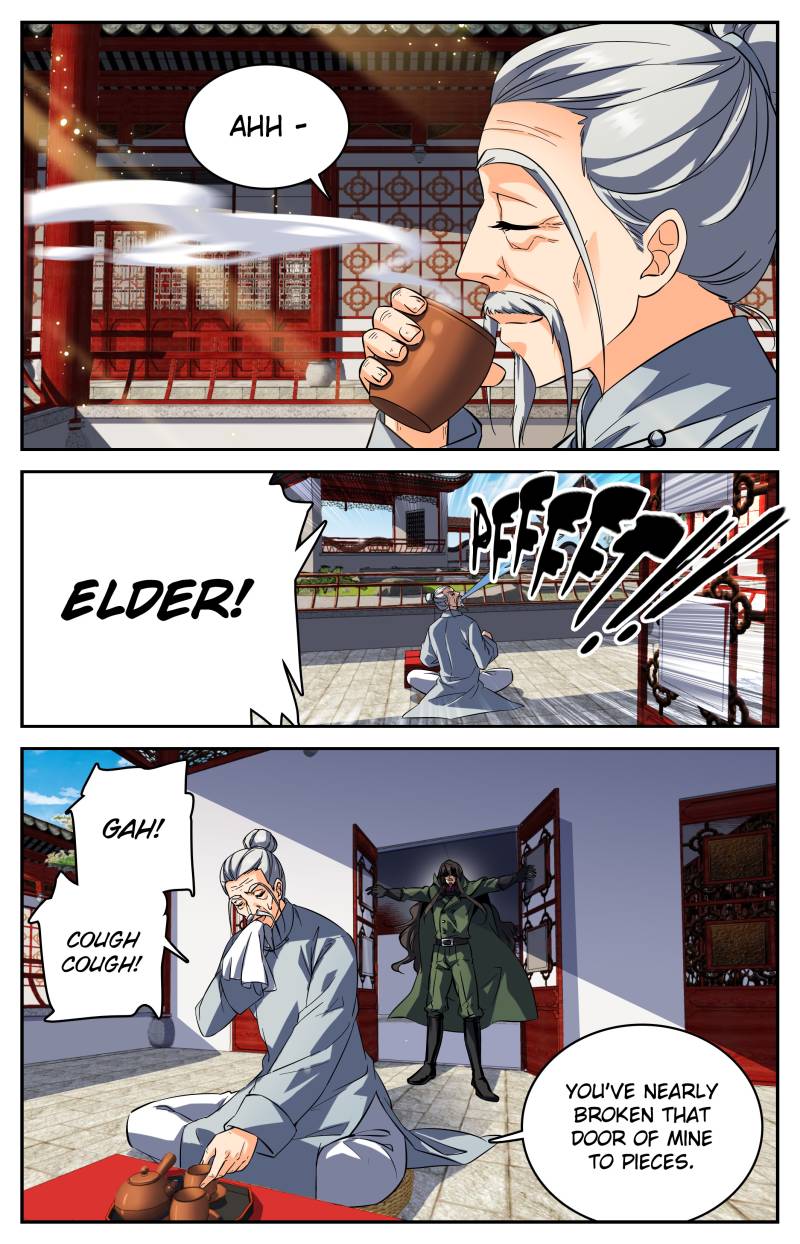 AHH -
ELDER!
PFFFFT!!!
GAH!
COUGH
COUGH!
YOU'VE NEARLY
BROKEN THAT
DOOR OF MINE
TO PIECES.